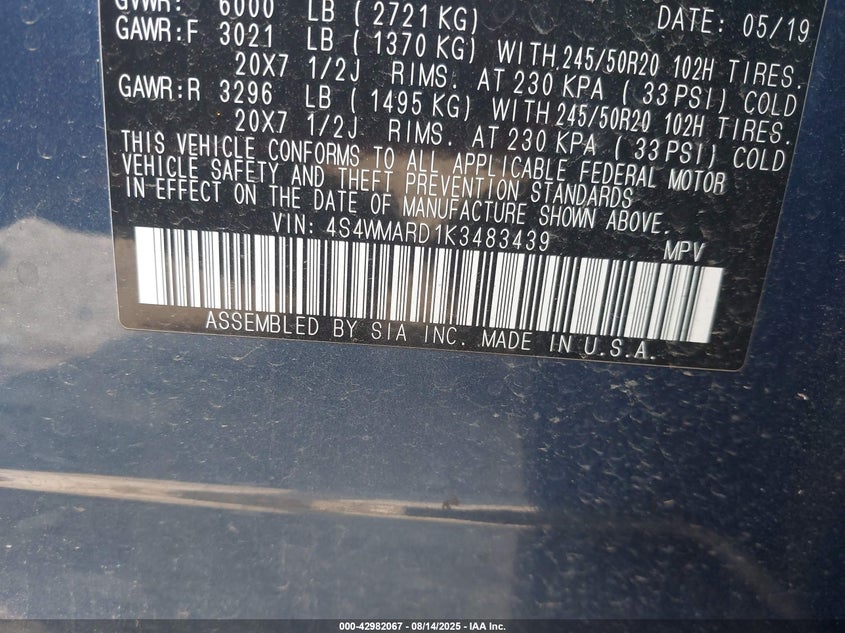 GVWR: 6000 LB ( 2721 KG)
DATE: 05/19
GAWR:F 3021 LB ( 1370 KG) WITH 245/50R20 102H TIRES.
20X7 1/2J RIMS. AT 230 KPA ( 33 PSI) COLD
GAWR:R 3296 LB ( 1495 KG) WITH 245/50R20 102H TIRES.
20X7 1/2J RIMS. AT 230 KPA ( 33 PSI) COLD
THIS VEHICLE CONFORMS TO ALL APPLICABLE FEDERAL MOTOR
VEHICLE SAFETY AND THEFT PREVENTION STANDARDS
IN EFFECT ON THE DATE OF MANUFACTURE SHOWN ABOVE.
VIN: 4S4WMARD1K3483439
MPV
ASSEMBLED BY SIA INC. MADE IN U.S.A.
000-42982067 - 08/14/2025 - IAA Inc.